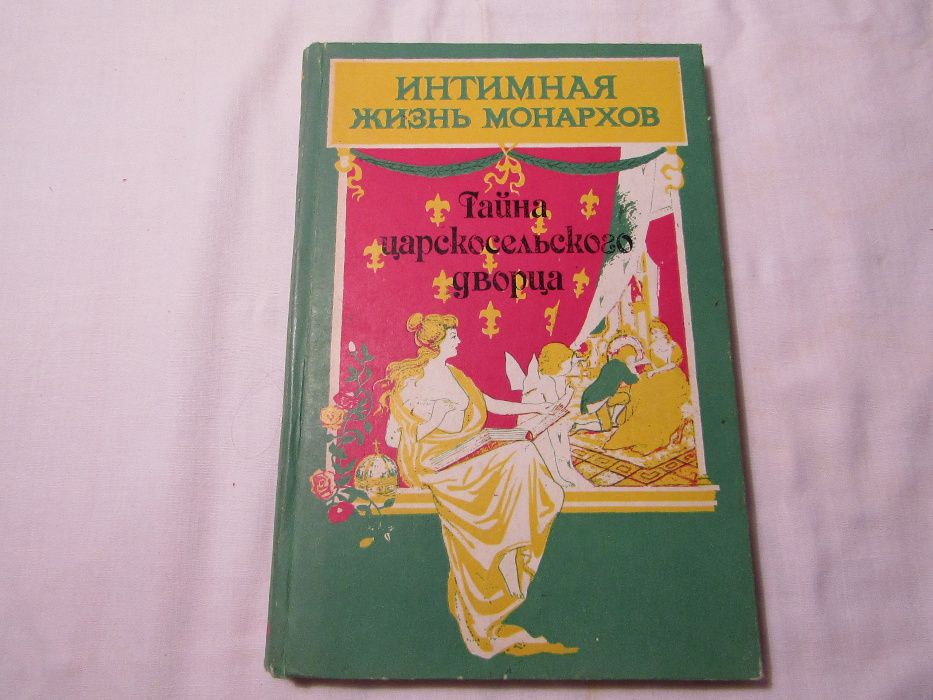 ИНТИМНАЯ
ЖИЗНЬ МОНАРХОВ
Тайна
царскосельского
дворца